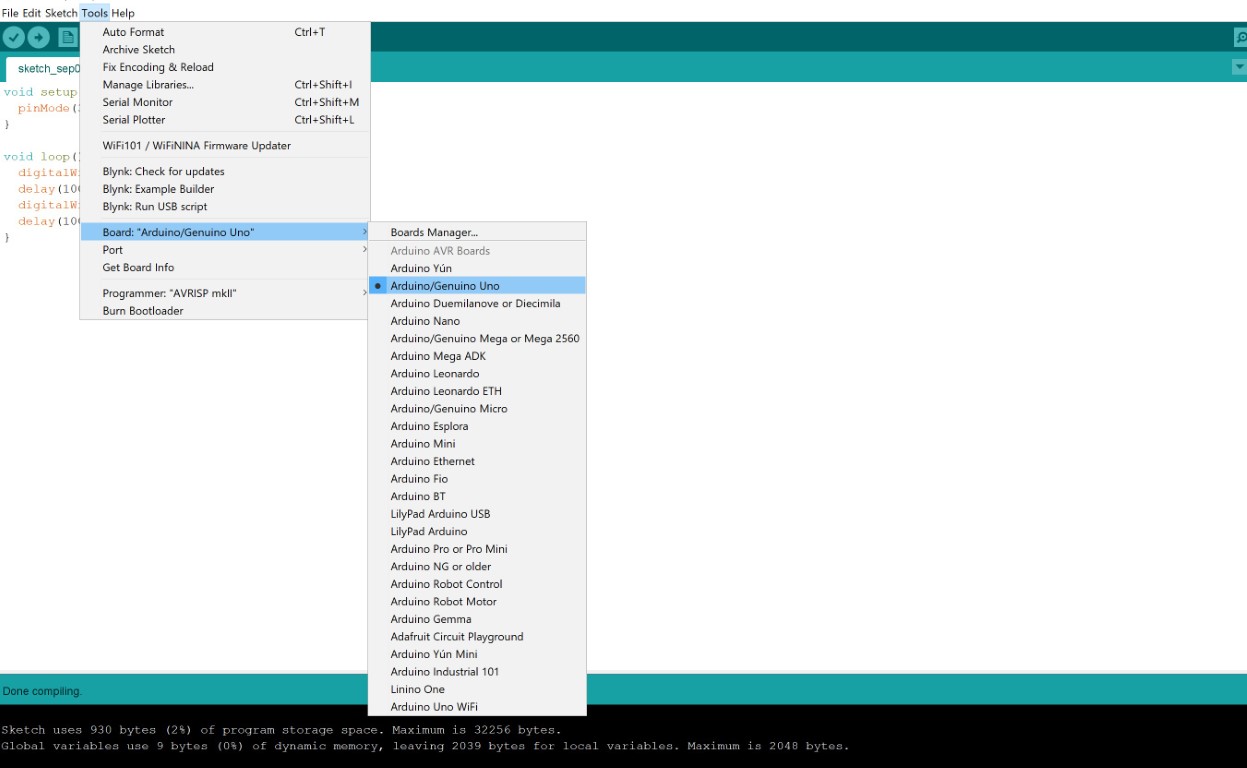 File Edit Sketch Tools Help
Auto Format Ctrl+T
Archive Sketch
Fix Encoding & Reload
Manage Libraries... Ctrl+Shift+I
Serial Monitor Ctrl+Shift+M
Serial Plotter Ctrl+Shift+L
WiFi101 / WiFiNINA Firmware Updater
Blynk: Check for updates
Blynk: Example Builder
Blynk: Run USB script
Board: "Arduino/Genuino Uno"
Port
Get Board Info
Programmer: "AVRISP mkII"
Burn Bootloader
Boards Manager...
Arduino AVR Boards
Arduino Yún
Arduino/Genuino Uno
Arduino Duemilanove or Diecimila
Arduino Nano
Arduino/Genuino Mega or Mega 2560
Arduino Mega ADK
Arduino Leonardo
Arduino Leonardo ETH
Arduino/Genuino Micro
Arduino Esplora
Arduino Mini
Arduino Ethernet
Arduino Fio
Arduino BT
LilyPad Arduino USB
LilyPad Arduino
Arduino Pro or Pro Mini
Arduino NG or older
Arduino Robot Control
Arduino Robot Motor
Arduino Gemma
Adafruit Circuit Playground
Arduino Yún Mini
Arduino Industrial 101
Linino One
Arduino Uno WiFi
sketch_sep0
void setup
pinMode(
}
void loop(
digitalW
delay(10
digitalW
delay(10
}
Done compiling.
Sketch uses 930 bytes (2%) of program storage space. Maximum is 32256 bytes.
Global variables use 9 bytes (0%) of dynamic memory, leaving 2039 bytes for local variables. Maximum is 2048 bytes.